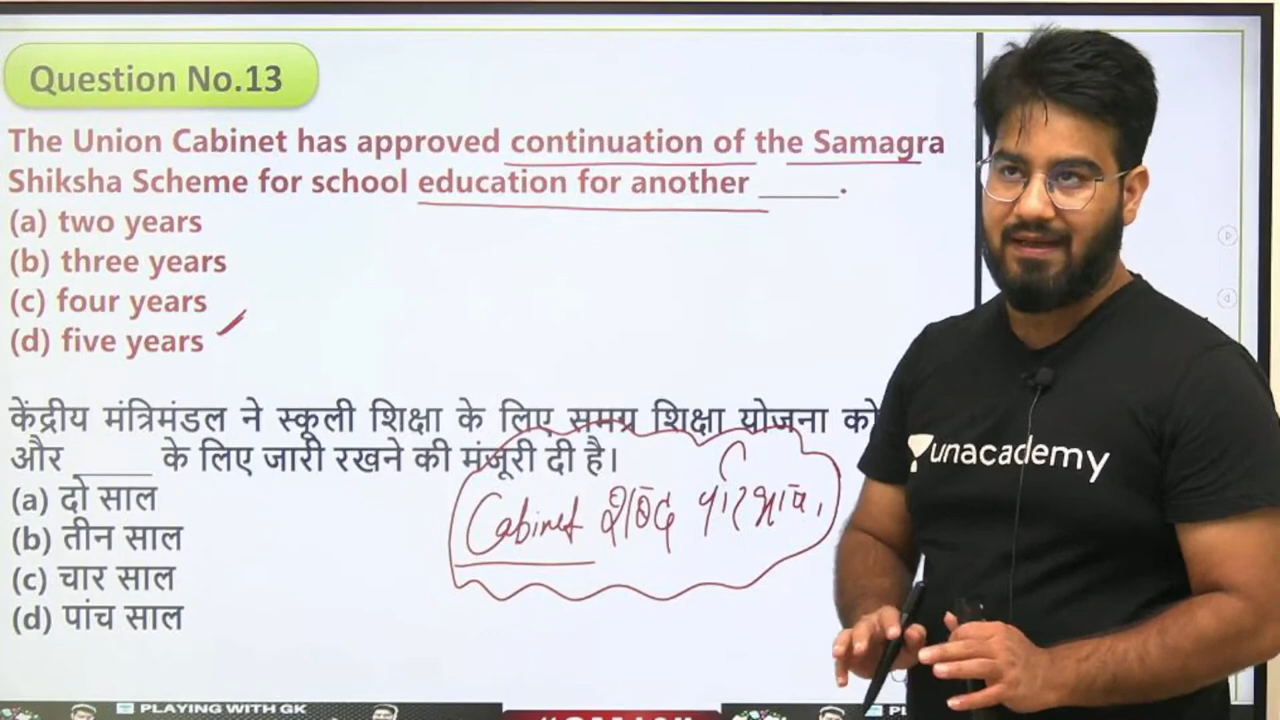 Question No.13
The Union Cabinet has approved continuation of the Samagra
Shiksha Scheme for school education for another _____.
(a) two years
(b) three years
(c) four years
(d) five years
केंद्रीय मंत्रिमंडल ने स्कूली शिक्षा के लिए समग्र शिक्षा योजना को
और _____ के लिए जारी रखने की मंजूरी दी है।
Cabinet शब्द
(a) दो साल
(b) तीन साल
(c) चार साल
(d) पांच साल
unacademy
PLAYING WITH GK